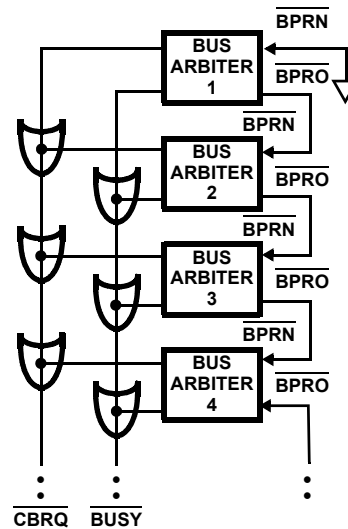 BPRN
BUS
ARBITER
1
BPRO
BPRN
BUS
ARBITER
2
BPRO
BPRN
BUS
ARBITER
3
BPRO
BPRN
BUS
ARBITER
4
BPRO
CBRQ BUSY